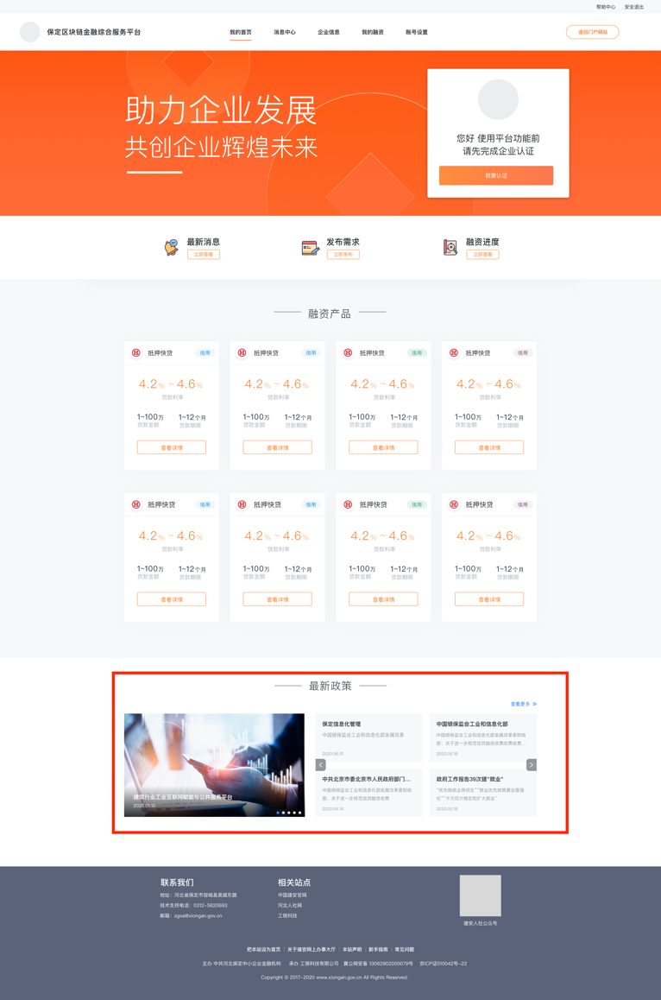 帮助中心 安全退出
保定区块链金融综合服务平台 我的首页 消息中心 企业信息 我的融资 账号设置 返回门户网站
助力企业发展
共创企业辉煌未来
您好 使用平台功能前
请先完成企业认证
我要认证
最新消息 发布需求 融资进度
立即查看 立即发布 立即查看
融资产品
抵押快贷 信用 抵押快贷 信用 抵押快贷 信用 抵押快贷 信用
4.2% ~ 4.6% 4.2% ~ 4.6% 4.2% ~ 4.6% 4.2% ~ 4.6%
贷款利率 贷款利率 贷款利率 贷款利率
1~100万 1~12个月 1~100万 1~12个月 1~100万 1~12个月 1~100万 1~12个月
贷款金额 贷款期限 贷款金额 贷款期限 贷款金额 贷款期限 贷款金额 贷款期限
查看详情 查看详情 查看详情 查看详情
抵押快贷 信用 抵押快贷 信用 抵押快贷 信用 抵押快贷 信用
4.2% ~ 4.6% 4.2% ~ 4.6% 4.2% ~ 4.6% 4.2% ~ 4.6%
贷款利率 贷款利率 贷款利率 贷款利率
1~100万 1~12个月 1~100万 1~12个月 1~100万 1~12个月 1~100万 1~12个月
贷款金额 贷款期限 贷款金额 贷款期限 贷款金额 贷款期限 贷款金额 贷款期限
查看详情 查看详情 查看详情 查看详情
最新政策
查看更多
建筑行业工业互联网赋能与公共服务平台
2020.01.10
保定信息化管理
中国银保监会工业和信息化部发展改革
2020.06.21
中国银保监会工业和信息化部
中国银保监会工业和信息化部发展改革委财政
部、关于进一步规范信贷融资收费收费收费...
2020.05.15
中共北京市委北京市人民政府部门...
中国银保监会工业和信息化部发展改革委财政
部、关于进一步规范信贷融资收费
2020.04.14
政府工作报告39次提"就业"
"优先稳就业保民生""就业优先政策要全面强
化""千方百计稳定和扩大就业"
2020.02.15
联系我们 相关站点
地址：河北省保定市容城县奥威东路 中国雄安官网
技术支持电话：0312-5620693 河北人社网
邮箱：zgxa@xiongan.gov.cn 工银科技
雄安人社公众号
把本站设为首页 | 关于雄安网上办事大厅 | 本站声明 | 新手指南 | 常见问题
主办 中共河北保定中小企业金融机构 承办 工银科技有限公司 冀公网安备 13062902000079号 京ICP证010042号-22
Copyright © 2017-2020 www.xiongan.gov.cn All Rights Reserved.